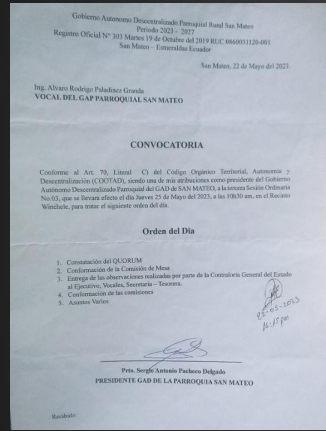 Gobierno Autonomo Descentralizado Parroquial Rural San Mateo
Periodo 2023 - 2027
Registro Oficial Nº 103 Martes 19 de Octubre del 2019 RUC 0860031120-001
San Mateo – Esmeraldas Ecuador
San Mateo, 22 de Mayo del 2023.
Ing. Alvaro Rodrigo Paladinez Granda
VOCAL DEL GAP PARROQUIAL SAN MATEO
CONVOCATORIA
Conforme al Art. 70, Literal C) del Código Orgánico Territorial, Autonomía y
Descentralización (COOTAD), siendo una de mis atribuciones como presidente del Gobierno
Autónomo Descentralizado Parroquial del GAD de SAN MATEO, a la tercera Sesión Ordinaria
No.03, que se llevara efecto el día Jueves 25 de Mayo del 2023, a las 10h30 am, en el Recinto
Winchele, para tratar el siguiente orden del día.
Orden del Dia
1. Constatación del QUORUM
2. Conformación de la Comisión de Mesa
3. Entrega de las observaciones realizadas por parte de la Contraloría General del Estado
al Ejecutivo, Vocales, Secretaria – Tesorera.
4. Conformación de las comisiones
5. Asuntos Varios
-05-2023
Prto. Sergio Antonio Pacheco Delgado
PRESIDENTE GAD DE LA PARROQUIA SAN MATEO
Recibido.